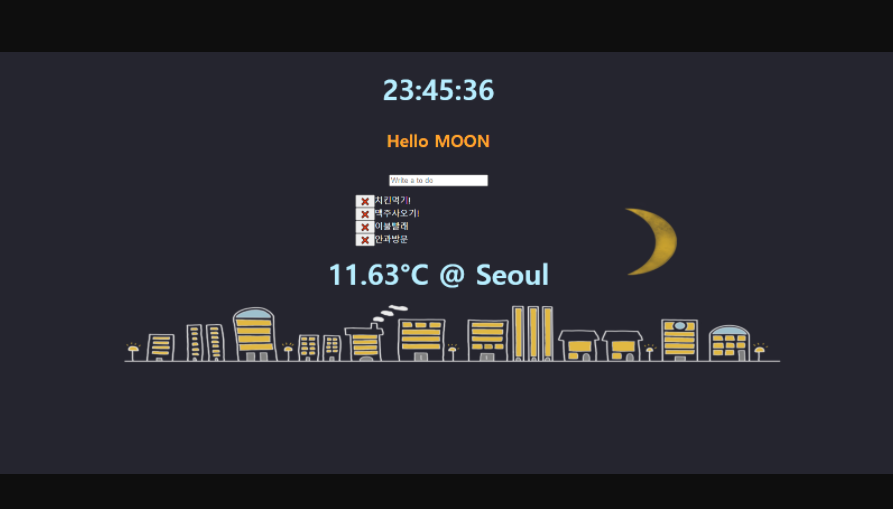 23:45:36
Hello MOON
Write a to do
❌치킨먹기!
❌맥주사오기!
❌이불빨래
❌안과방문
11.63°C @ Seoul